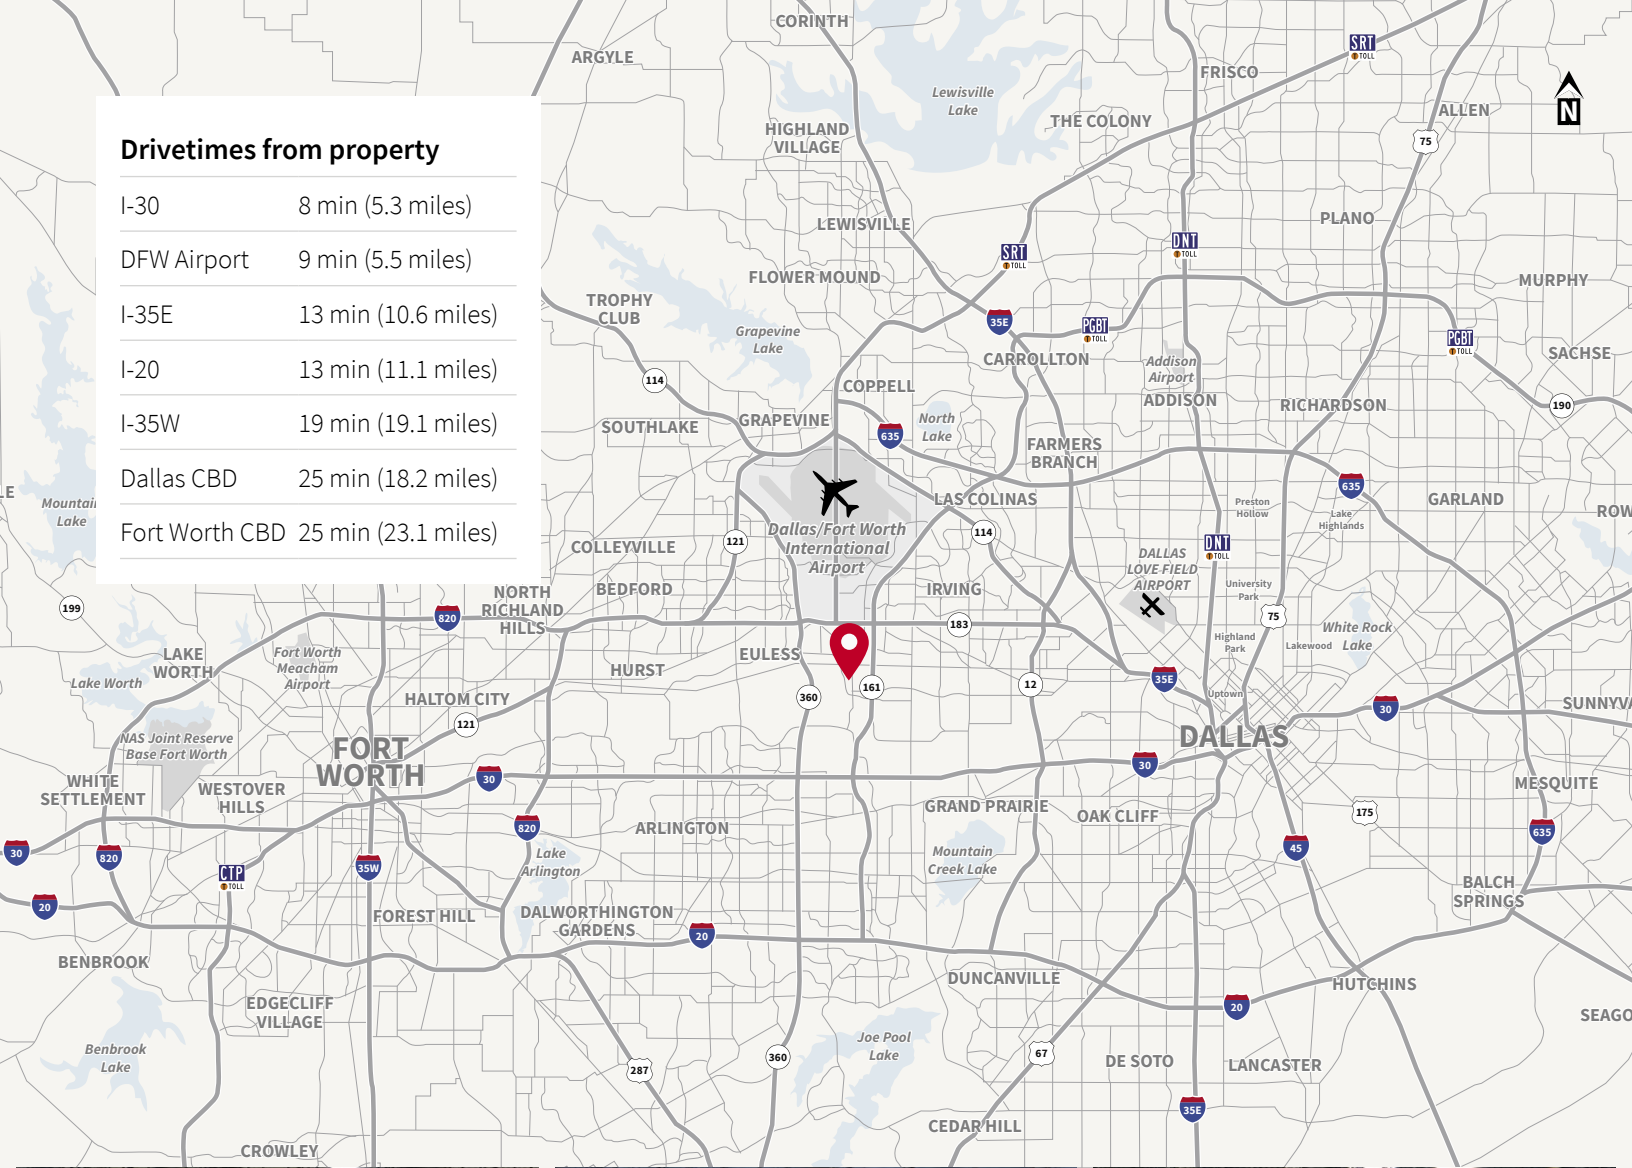 CORINTH
ARGYLE
SRT
TOLL
FRISCO
Lewisville
Lake
N
ALLEN
THE COLONY
HIGHLAND
VILLAGE
75
Drivetimes from property
I-30 8 min (5.3 miles)
DFW Airport 9 min (5.5 miles)
I-35E 13 min (10.6 miles)
I-20 13 min (11.1 miles)
I-35W 19 min (19.1 miles)
Dallas CBD 25 min (18.2 miles)
Fort Worth CBD 25 min (23.1 miles)
LEWISVILLE
PLANO
SRT
TOLL
DNT
TOLL
FLOWER MOUND
MURPHY
TROPHY
CLUB
Grapevine
Lake
35E
PGBT
TOLL
PGBT
TOLL
CARROLLTON
Addison
Airport
SACHSE
114
COPPELL
ADDISON
RICHARDSON
190
GRAPEVINE
SOUTHLAKE
North
Lake
635
FARMERS
BRANCH
LE
Mountain
Lake
LAS COLINAS
635
GARLAND
Preston
Hollow
Lake
Highlands
ROW
Dallas/Fort Worth
International
Airport
114
121
COLLEYVILLE
DNT
TOLL
DALLAS
LOVE FIELD
AIRPORT
BEDFORD
IRVING
University
Park
NORTH
RICHLAND
HILLS
199
820
183
75
White Rock
Lake
Highland
Park
Lakewood
LAKE
WORTH
Fort Worth
Meacham
Airport
EULESS
HURST
Lake Worth
35E
161
12
360
HALTOM CITY
Uptown
30
SUNNYVA
121
NAS Joint Reserve
Base Fort Worth
FORT
WORTH
DALLAS
30
30
WHITE
SETTLEMENT
WESTOVER
HILLS
MESQUITE
GRAND PRAIRIE
OAK CLIFF
175
820
ARLINGTON
635
30
820
45
Lake
Arlington
Mountain
Creek Lake
35W
CTP
TOLL
BALCH
SPRINGS
20
FOREST HILL
DALWORTHINGTON
GARDENS
20
BENBROOK
DUNCANVILLE
HUTCHINS
EDGECLIFF
VILLAGE
20
SEAGO
Joe Pool
Lake
Benbrook
Lake
360
67
DE SOTO
LANCASTER
287
35E
CEDAR HILL
CROWLEY